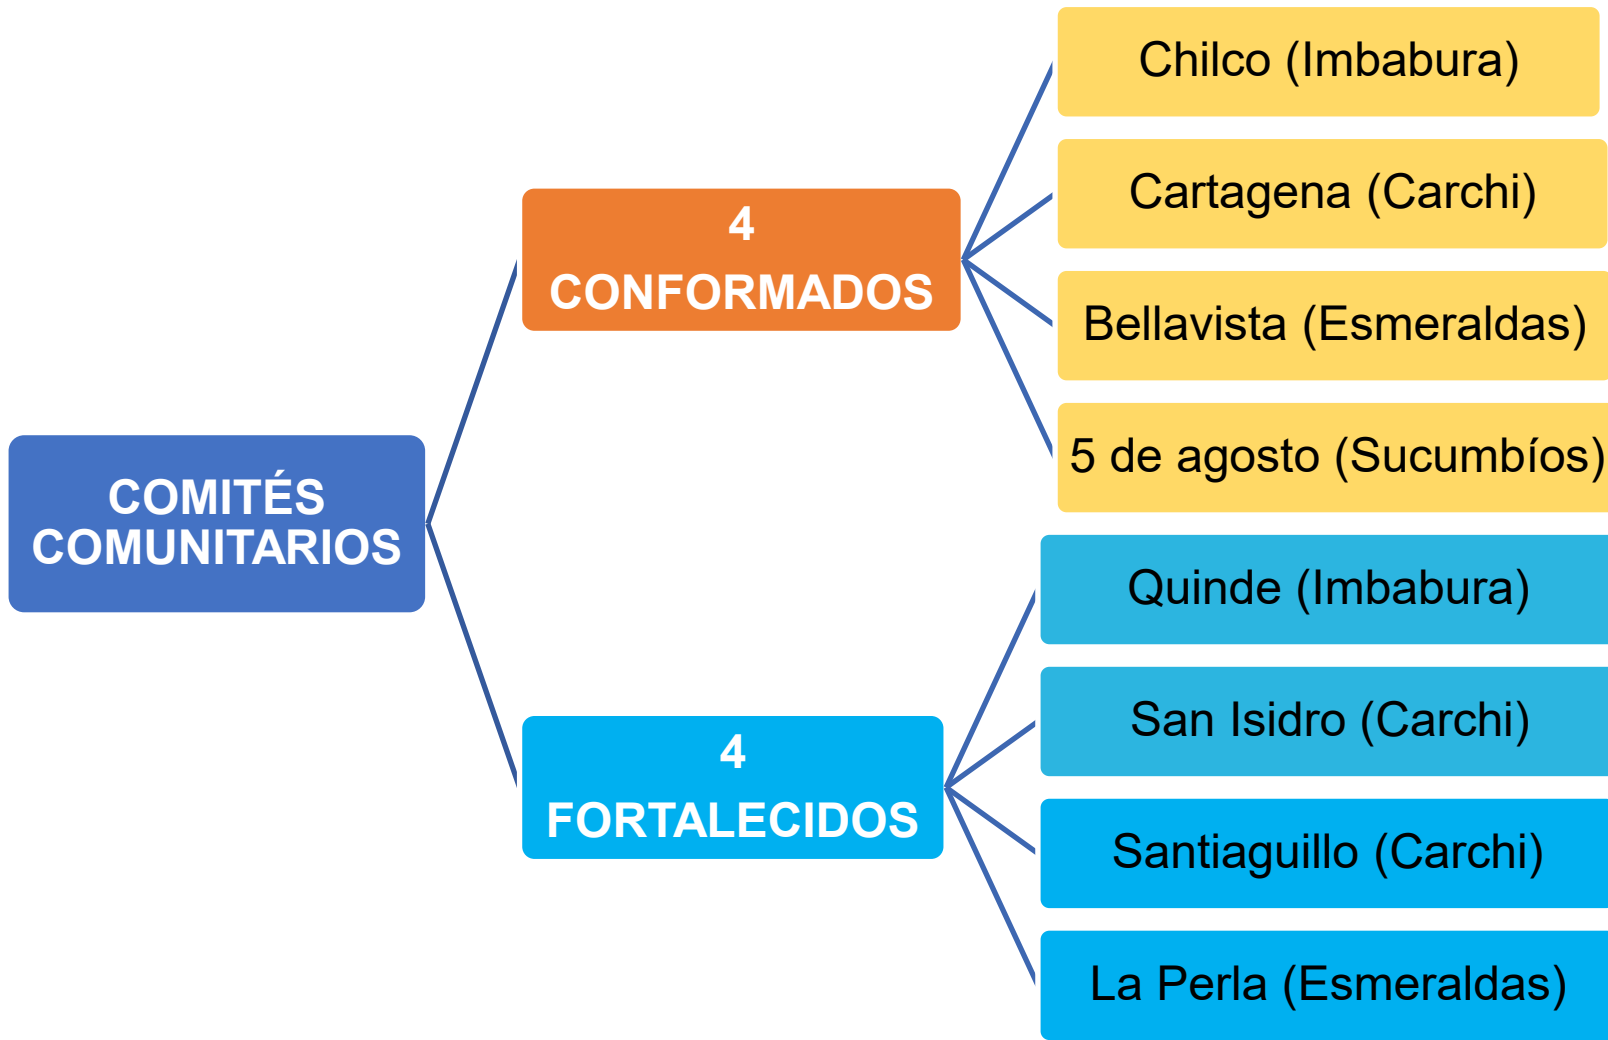 COMITÉS
COMUNITARIOS
4
CONFORMADOS
Chilco (Imbabura)
Cartagena (Carchi)
Bellavista (Esmeraldas)
5 de agosto (Sucumbíos)
4
FORTALECIDOS
Quinde (Imbabura)
San Isidro (Carchi)
Santiaguillo (Carchi)
La Perla (Esmeraldas)